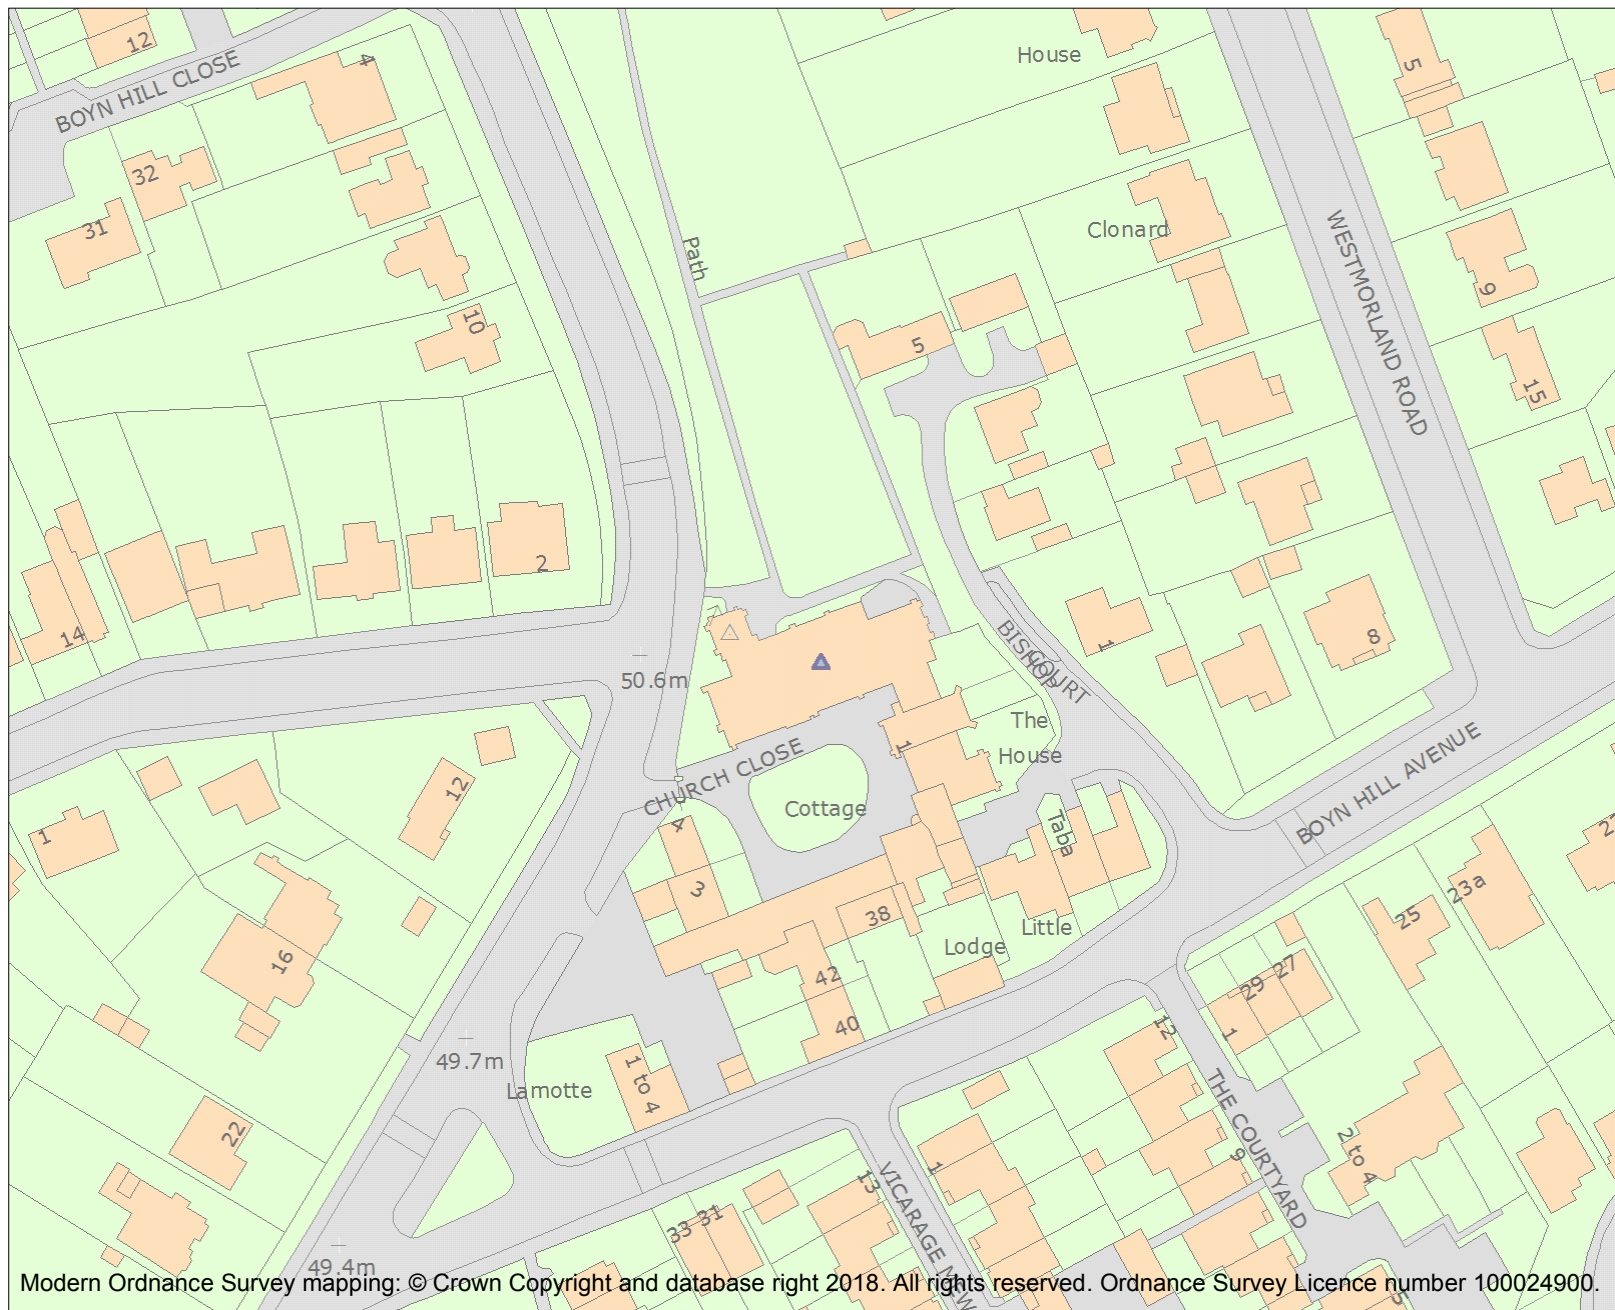 12
BOYN HILL CLOSE
4
House
5
32
31
Clonard
Path
WESTMORLAND ROAD
9
10
5
15
2
14
BISHOP
COURT
1
8
50.6m
The
House
1
CHURCH CLOSE
Cottage
BOYN HILL AVENUE
12
1
4
Taba
3
38
Little
Lodge
23a
25
27
29
16
42
40
1
12
49.7m
Lamotte
1 to 4
THE COURTYARD
22
2 to 4
9
1
13
VICARAGE
33
31
49.4m
5
Modern Ordnance Survey mapping: © Crown Copyright and database right 2018. All rights reserved. Ordnance Survey Licence number 100024900.